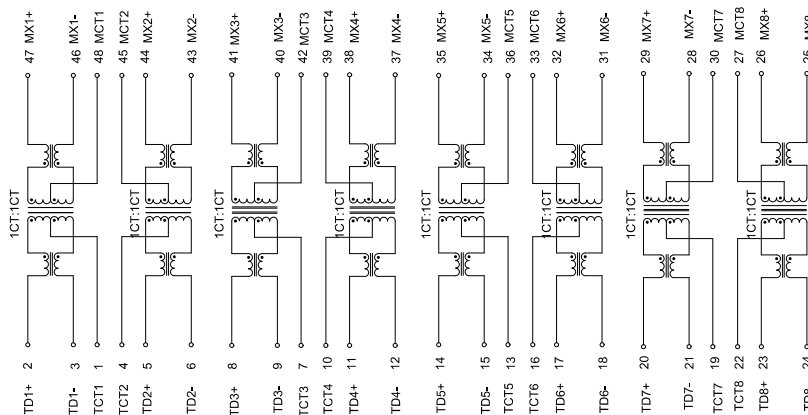 47 MX1+
46 MX1-
48 MCT1
45 MCT2
44 MX2+
43 MX2-
41 MX3+
40 MX3-
42 MCT3
39 MCT4
38 MX4+
37 MX4-
35 MX5+
34 MX5-
36 MCT5
33 MCT6
32 MX6+
31 MX6-
29 MX7+
28 MX7-
30 MCT7
27 MCT8
26 MX8+
1CT:1CT
1CT:1CT
1CT:1CT
1CT:1CT
1CT:1CT
1CT:1CT
1CT:1CT
1CT:1CT
TD1+ 2
TD1- 3
TCT1 1
TCT2 4
TD2+ 5
TD2- 6
TD3+ 8
TD3- 9
TCT3 7
TCT4 10
TD4+ 11
TD4- 12
TD5+ 14
TD5- 15
TCT5 13
TCT6 16
TD6+ 17
TD6- 18
TD7+ 20
TD7- 21
TCT7 19
TCT8 22
TD8+ 23